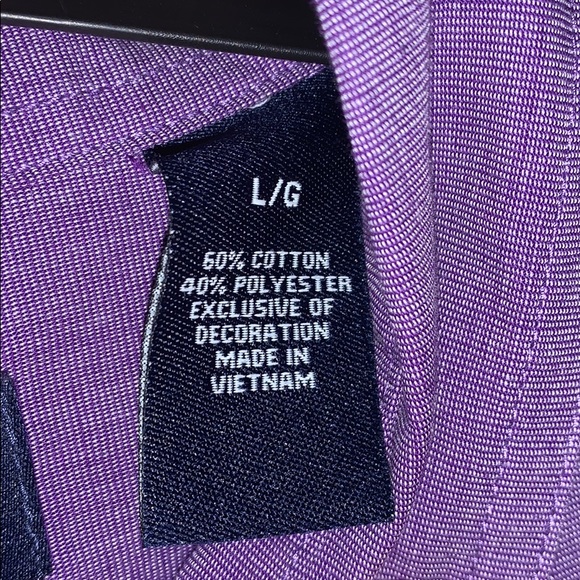 L/G
60% COTTON
40% POLYESTER
EXCLUSIVE OF
DECORATION
MADE IN
VIETNAM